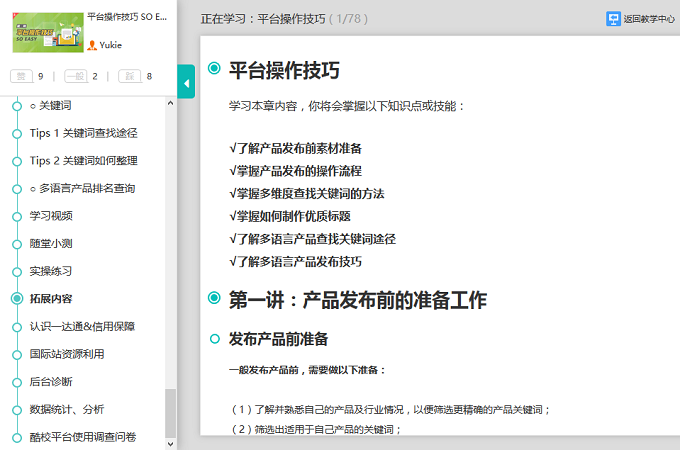 平台操作技巧 SO E...
平台操作技巧
SO EASY
Yukie
赞 9 | 一般 2 | 踩 8
○ 关键词
Tips 1 关键词查找途径
Tips 2 关键词如何整理
○ 多语言产品排名查询
学习视频
随堂小测
实操练习
拓展内容
认识一达通&信用保障
国际站资源利用
后台诊断
数据统计、分析
酷校平台使用调查问卷
正在学习：平台操作技巧 ( 1/78 )
返回教学中心
平台操作技巧
学习本章内容，你将会掌握以下知识点或技能：
√了解产品发布前素材准备
√掌握产品发布的操作流程
√掌握多维度查找关键词的方法
√掌握如何制作优质标题
√了解多语言产品查找关键词途径
√了解多语言产品发布技巧
第一讲：产品发布前的准备工作
发布产品前准备
一般发布产品前，需要做以下准备：
（1）了解并熟悉自己的产品及行业情况，以便筛选更精确的产品关键词；
（2）筛选出适用于自己产品的关键词；